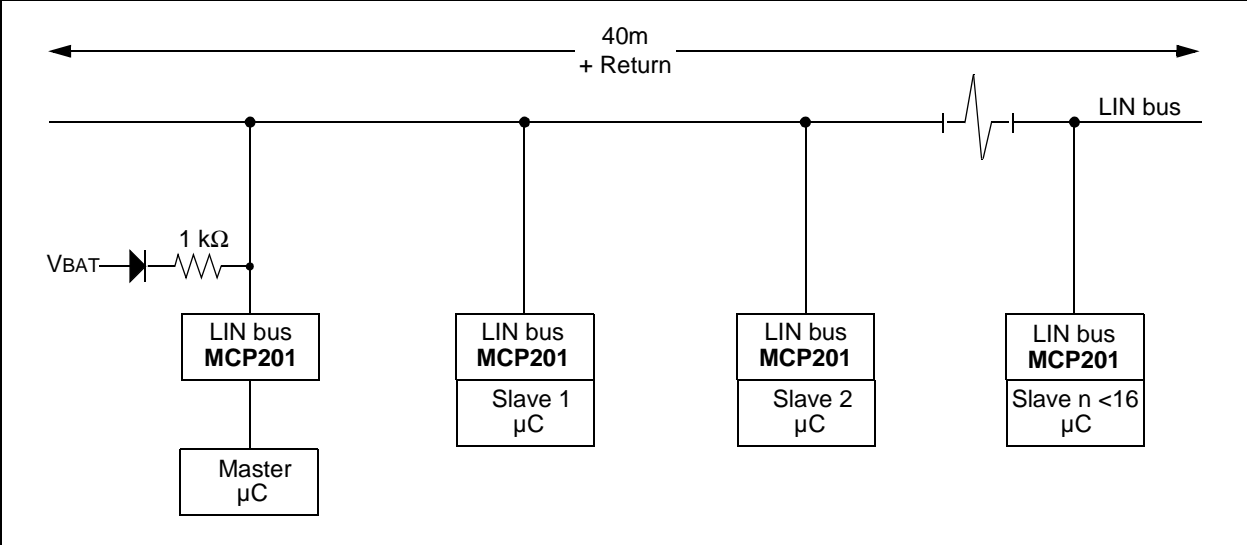 40m
+ Return
LIN bus
1 kΩ
VBAT
LIN bus
MCP201
Master
µC
LIN bus
MCP201
Slave 1
µC
LIN bus
MCP201
Slave 2
µC
LIN bus
MCP201
Slave n <16
µC